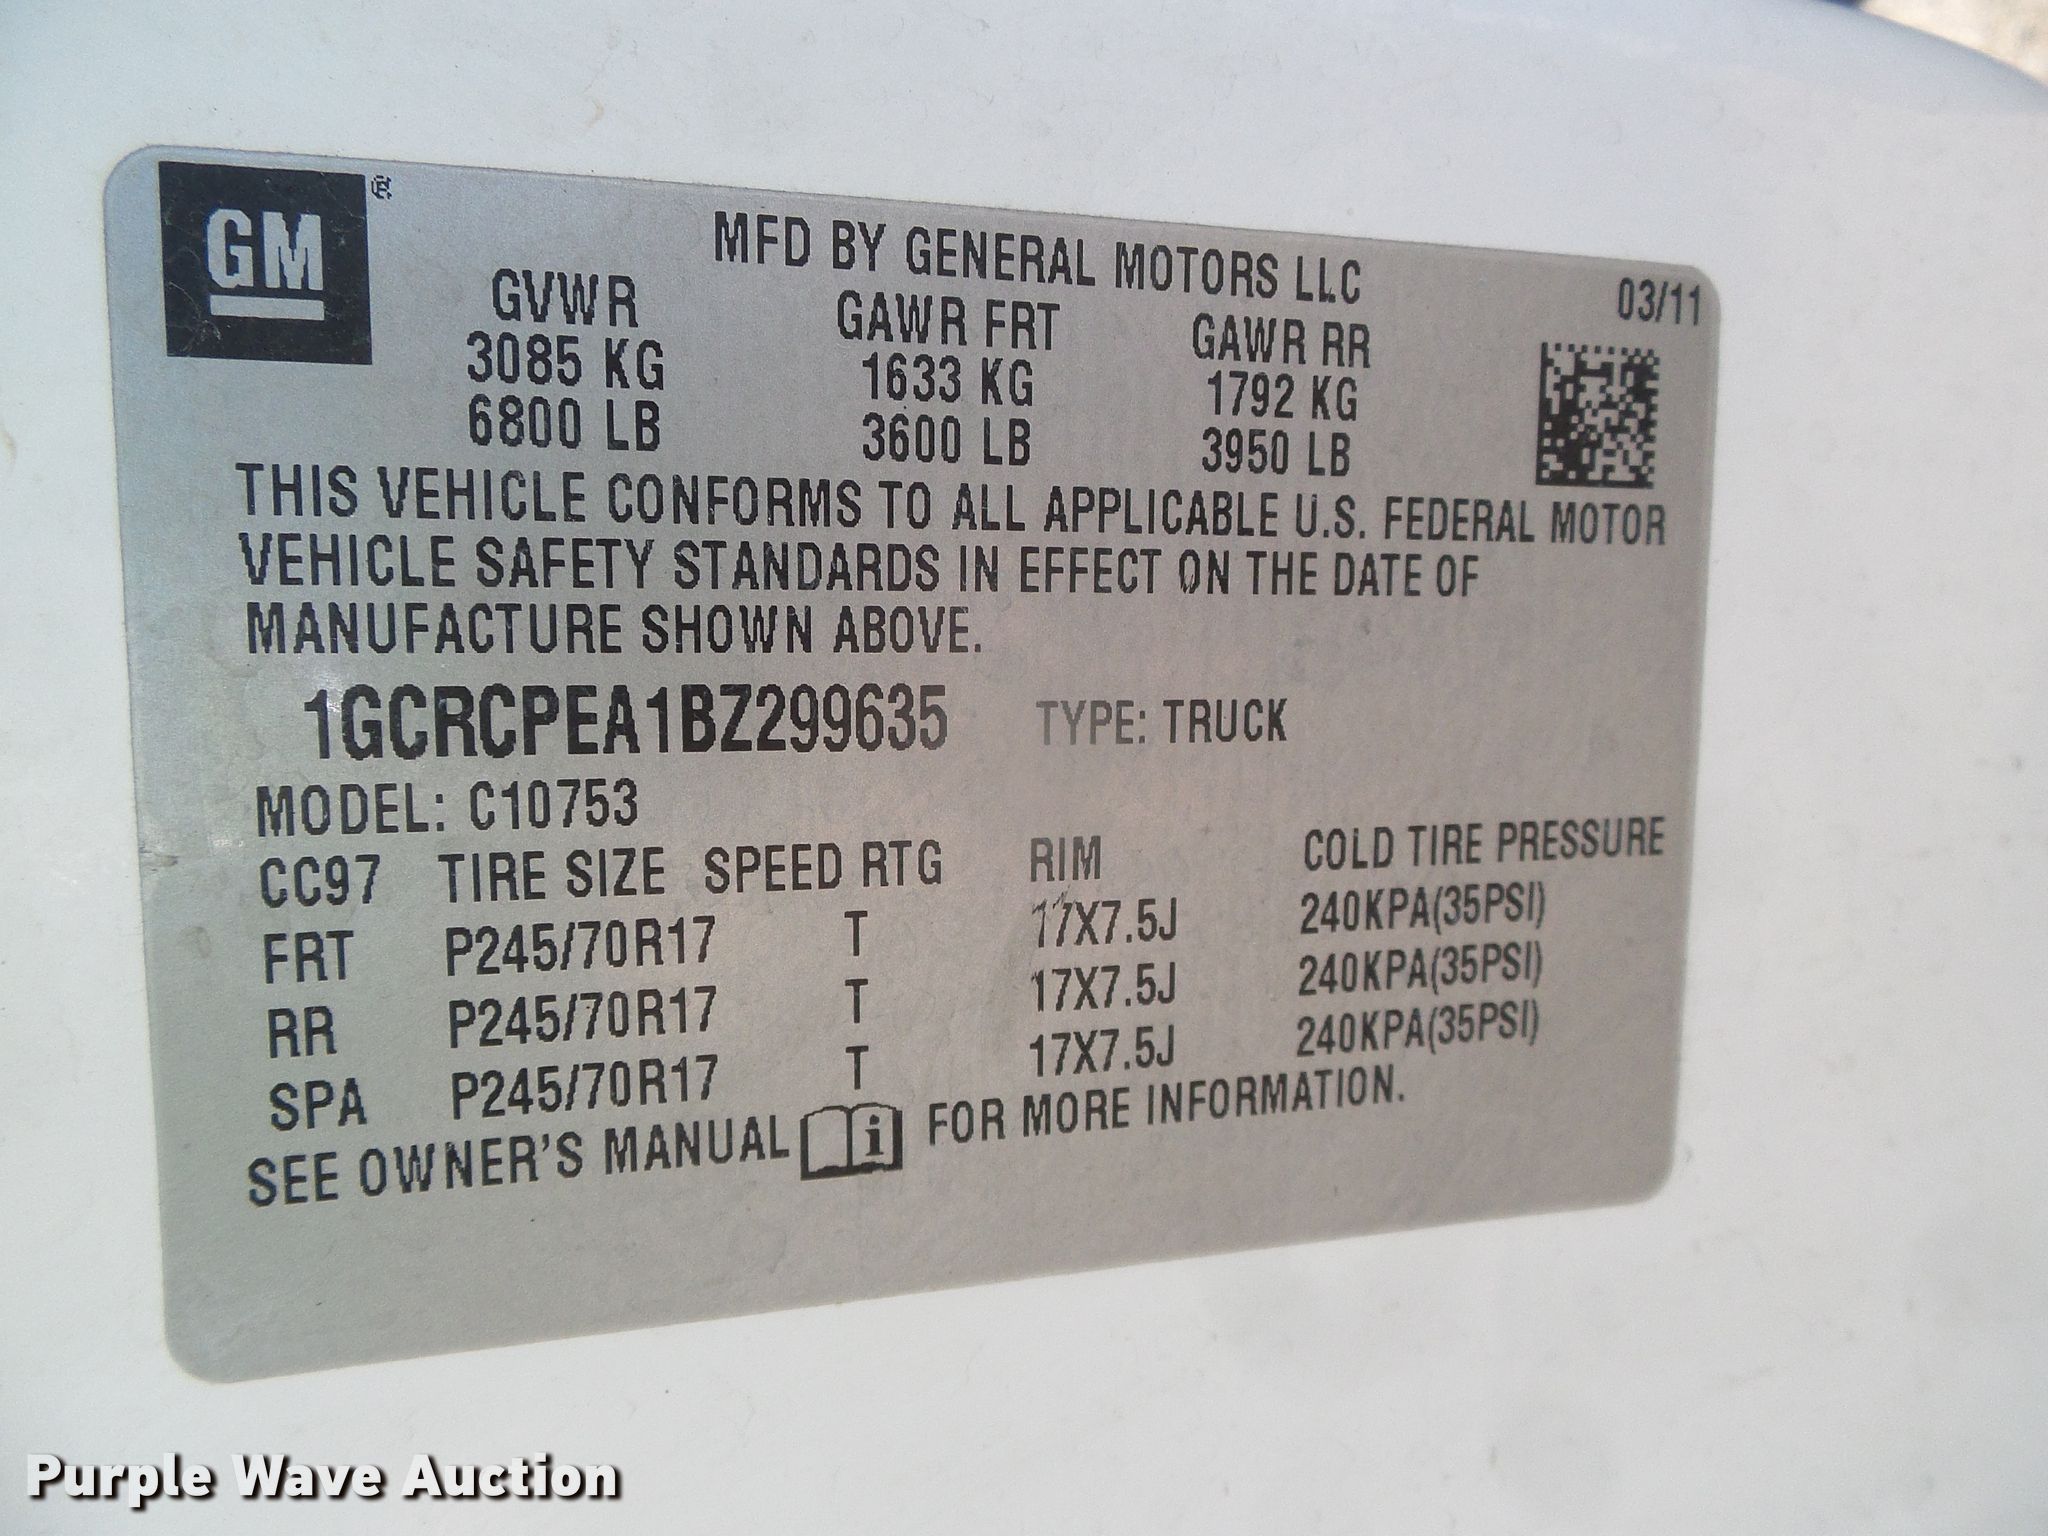 GM ®
MFD BY GENERAL MOTORS LLC 03/11
GVWR GAWR FRT GAWR RR
3085 KG 1633 KG 1792 KG
6800 LB 3600 LB 3950 LB
THIS VEHICLE CONFORMS TO ALL APPLICABLE U.S. FEDERAL MOTOR
VEHICLE SAFETY STANDARDS IN EFFECT ON THE DATE OF
MANUFACTURE SHOWN ABOVE.
1GCRCPEA1BZ299635 TYPE: TRUCK
MODEL: C10753
CC97 TIRE SIZE SPEED RTG RIM COLD TIRE PRESSURE
FRT P245/70R17 T 17X7.5J 240KPA(35PSI)
RR P245/70R17 T 17X7.5J 240KPA(35PSI)
SPA P245/70R17 T 17X7.5J 240KPA(35PSI)
SEE OWNER'S MANUAL i FOR MORE INFORMATION.
Purple Wave Auction